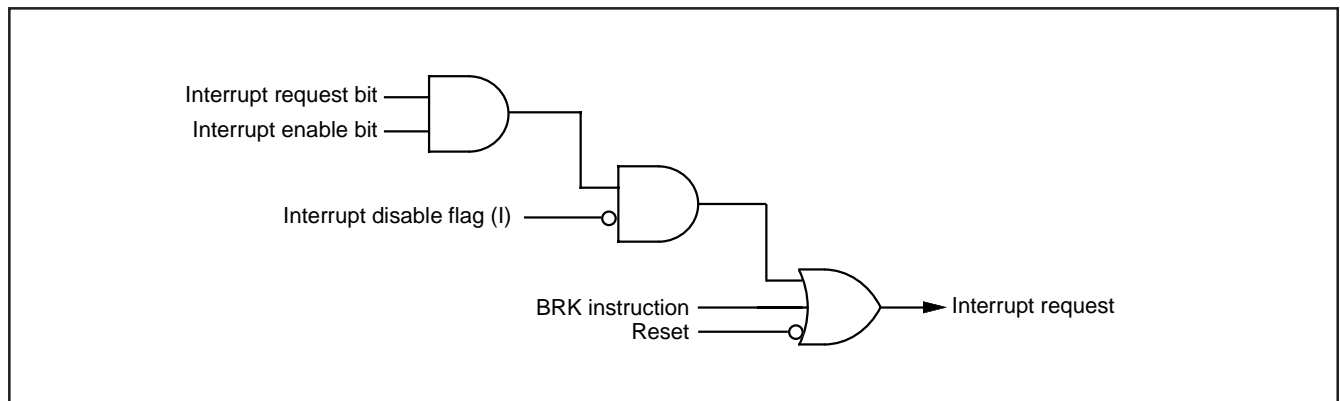 Interrupt request bit
Interrupt enable bit
Interrupt disable flag (I)
BRK instruction
Reset
Interrupt request